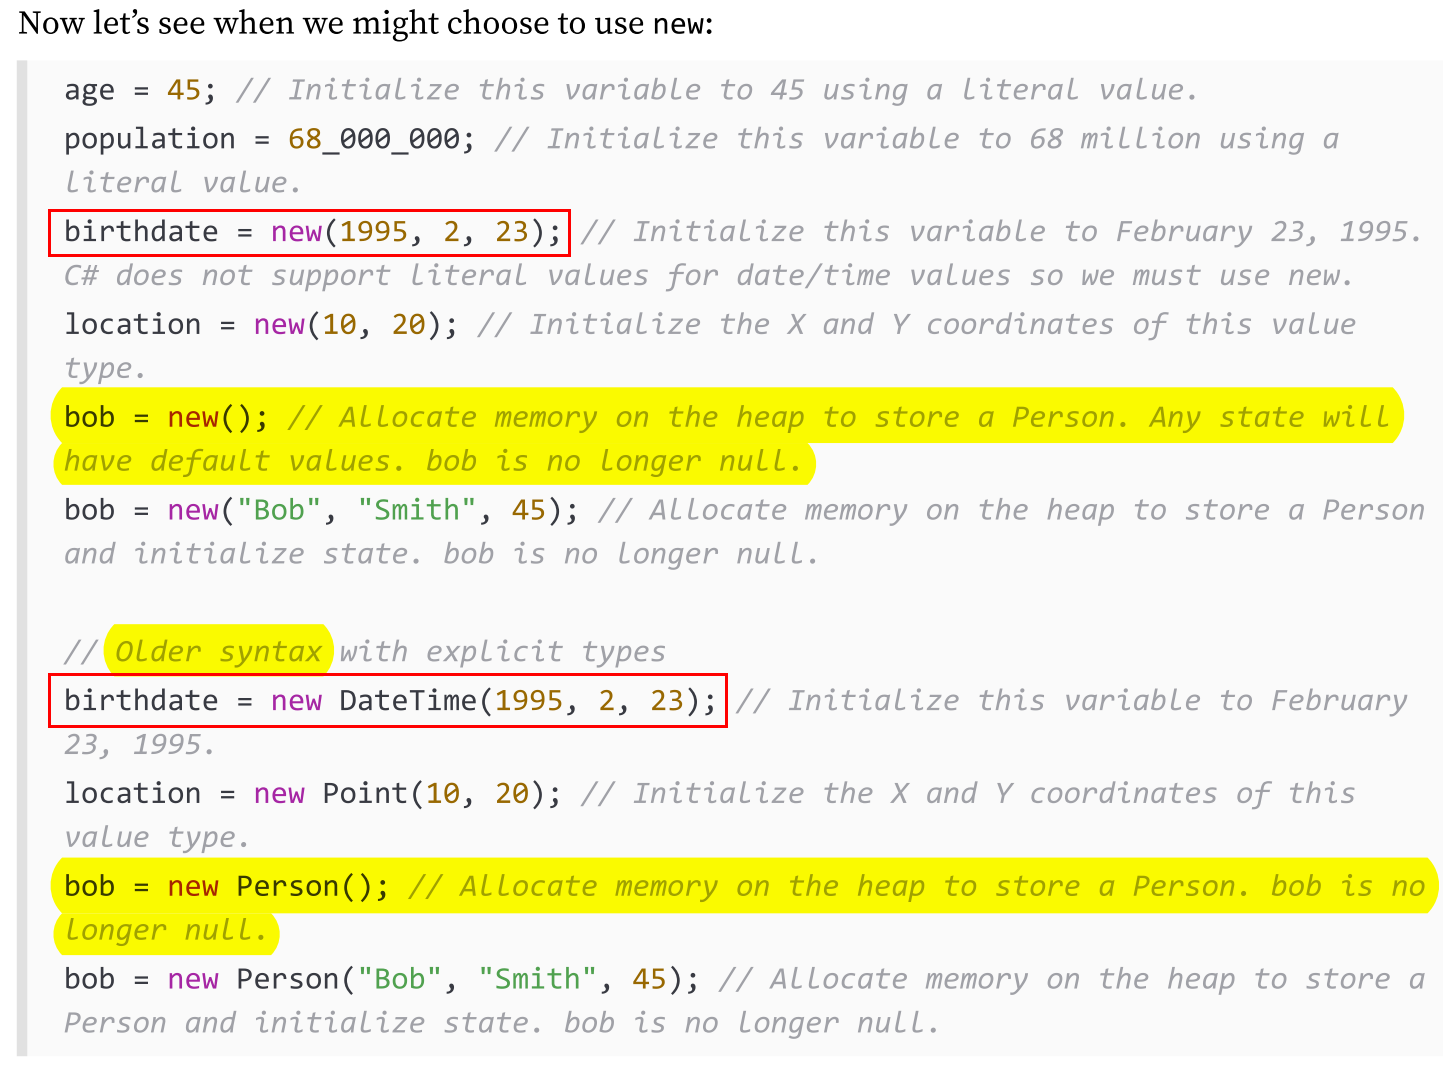 Now let’s see when we might choose to use new:
age = 45; // Initialize this variable to 45 using a literal value.
population = 68_000_000; // Initialize this variable to 68 million using a
literal value.
birthdate = new(1995, 2, 23); // Initialize this variable to February 23, 1995.
C# does not support literal values for date/time values so we must use new.
location = new(10, 20); // Initialize the X and Y coordinates of this value
type.
bob = new(); // Allocate memory on the heap to store a Person. Any state will
have default values. bob is no longer null.
bob = new("Bob", "Smith", 45); // Allocate memory on the heap to store a Person
and initialize state. bob is no longer null.
// Older syntax with explicit types
birthdate = new DateTime(1995, 2, 23); // Initialize this variable to February
23, 1995.
location = new Point(10, 20); // Initialize the X and Y coordinates of this
value type.
bob = new Person(); // Allocate memory on the heap to store a Person. bob is no
longer null.
bob = new Person("Bob", "Smith", 45); // Allocate memory on the heap to store a
Person and initialize state. bob is no longer null.